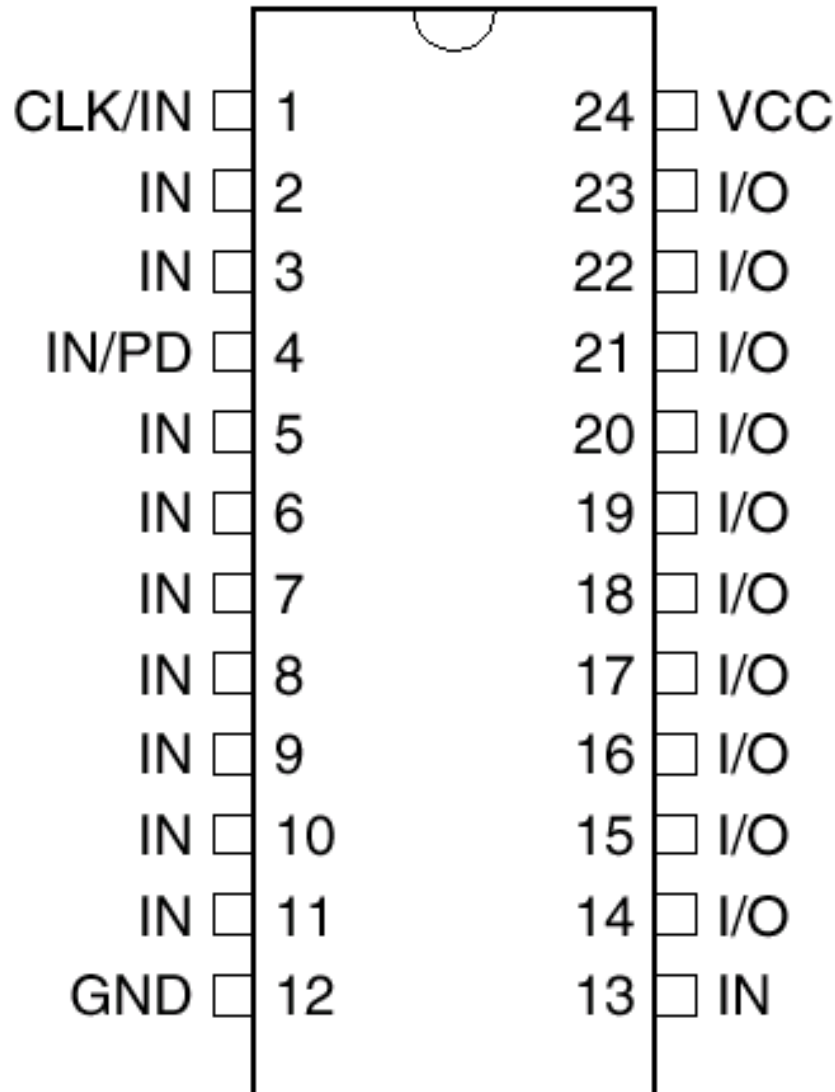 CLK/IN 1 24 VCC
IN 2 23 I/O
IN 3 22 I/O
IN/PD 4 21 I/O
IN 5 20 I/O
IN 6 19 I/O
IN 7 18 I/O
IN 8 17 I/O
IN 9 16 I/O
IN 10 15 I/O
IN 11 14 I/O
GND 12 13 IN